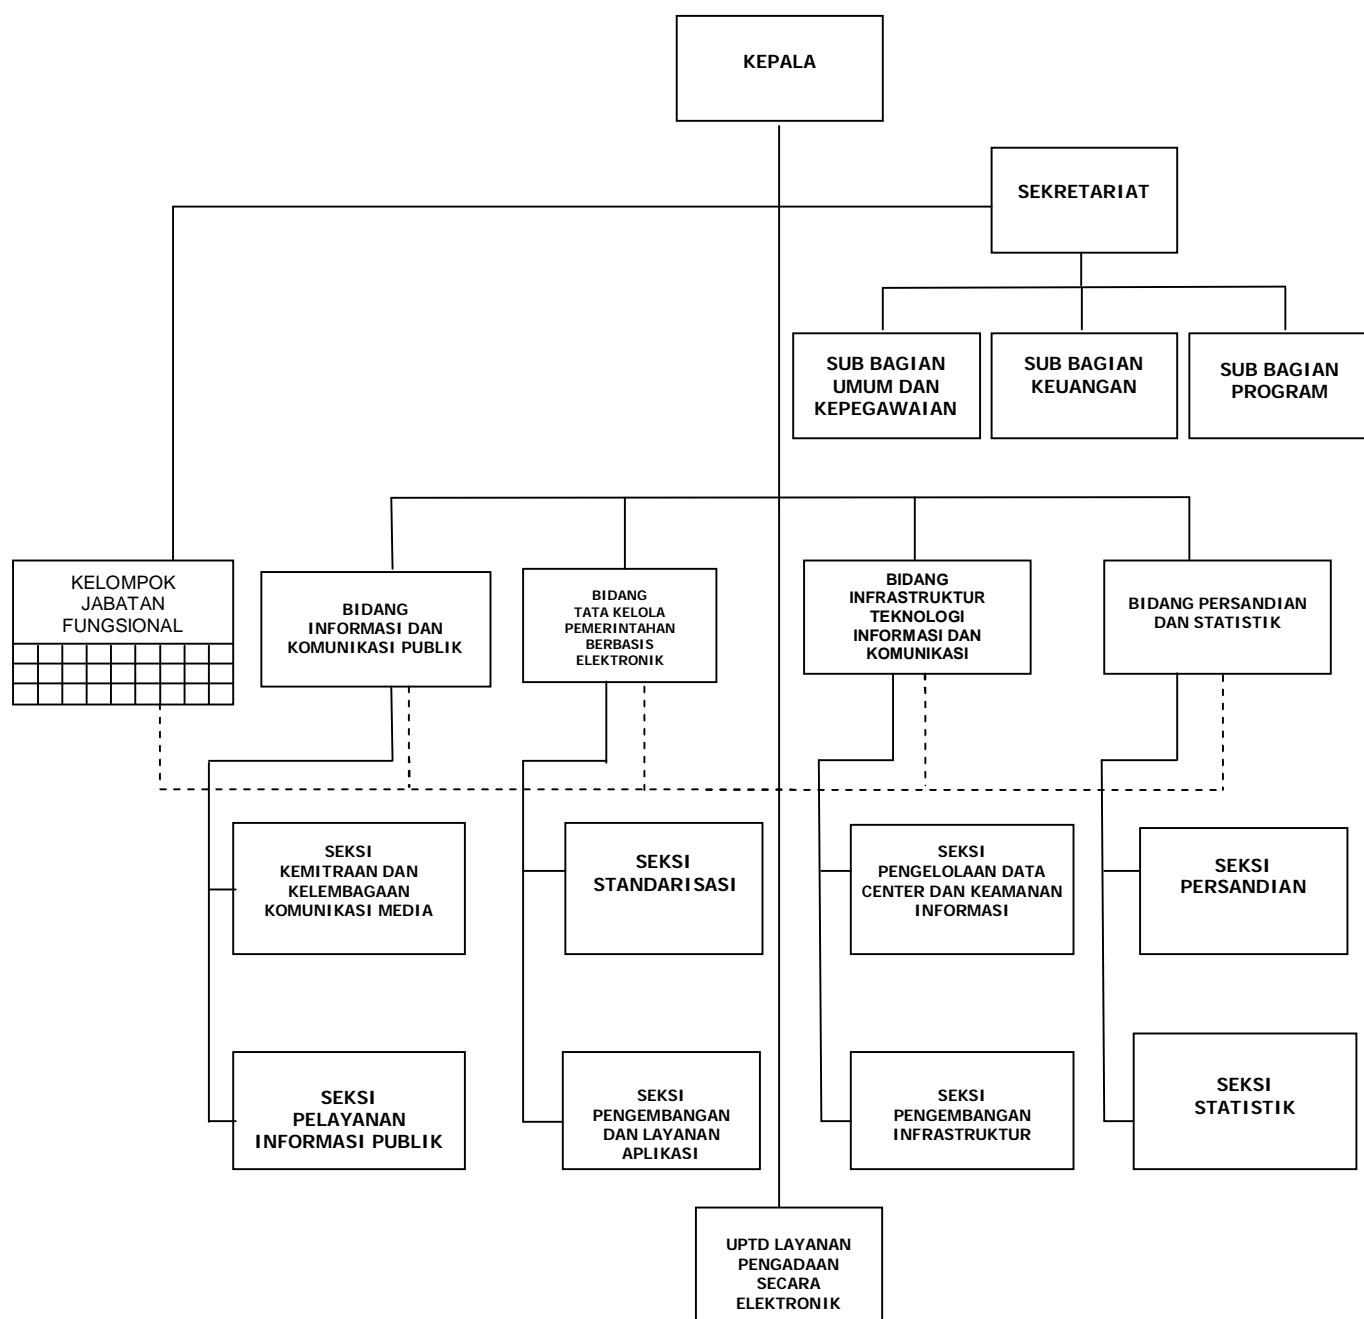 KEPALA
SEKRETARIAT
SUB BAGIAN
UMUM DAN
KEPEGAWAIAN
SUB BAGIAN
KEUANGAN
SUB BAGIAN
PROGRAM
KELOMPOK
JABATAN
FUNGSIONAL
BIDANG
INFORMASI DAN
KOMUNIKASI PUBLIK
BIDANG
TATA KELOLA
PEMERINTAHAN
BERBASIS
ELEKTRONIK
BIDANG
INFRASTRUKTUR
TEKNOLOGI
INFORMASI DAN
KOMUNIKASI
BIDANG PERSANDIAN
DAN STATISTIK
SEKSI
KEMITRAAN DAN
KELEMBAGAAN
KOMUNIKASI MEDIA
SEKSI
STANDARISASI
SEKSI
PENGELOLAAN DATA
CENTER DAN KEAMANAN
INFORMASI
SEKSI
PERSANDIAN
SEKSI
PELAYANAN
INFORMASI PUBLIK
SEKSI
PENGEMBANGAN
DAN LAYANAN
APLIKASI
SEKSI
PENGEMBANGAN
INFRASTRUKTUR
SEKSI
STATISTIK
UPTD LAYANAN
PENGADAAN
SECARA
ELEKTRONIK